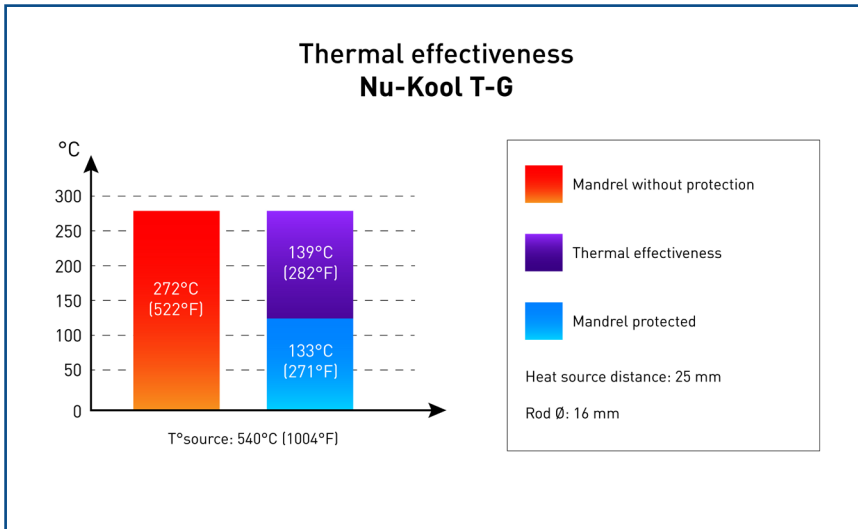 Thermal effectiveness
Nu-Kool T-G
°C
300
250
200
150
100
50
0
272°C
(522°F)
139°C
(282°F)
133°C
(271°F)
T°source: 540°C (1004°F)
Mandrel without protection
Thermal effectiveness
Mandrel protected
Heat source distance: 25 mm
Rod Ø: 16 mm